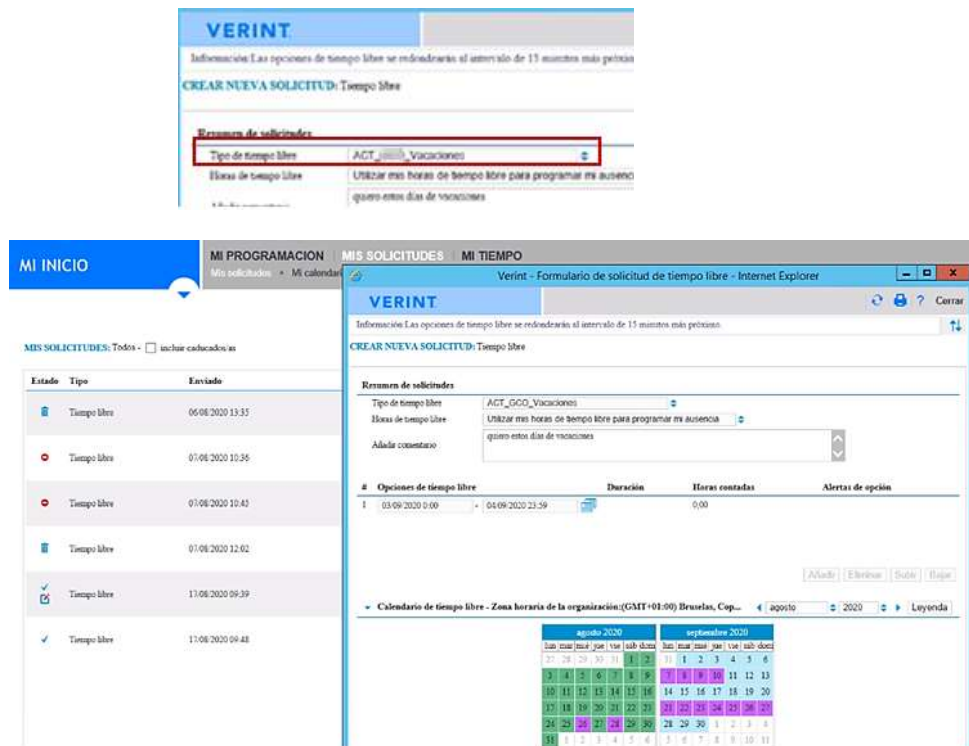 VERINT
Información: Las opciones de tiempo libre se redondearán al intervalo de 15 minutos más próximo
CREAR NUEVA SOLICITUD: Tiempo libre
Resumen de solicitudes
Tipo de tiempo libre ACT_ _Vacaciones
Horas de tiempo libre Utilizar mis horas de tiempo libre para programar mi ausenci
quiero estos días de vacaciones
MI INICIO
MI PROGRAMACIÓN MIS SOLICITUDES MI TIEMPO
Mis solicitudes • Mi calendari
MIS SOLICITUDES: Todos - incluir caducados/as
Estado Tipo Enviado
Tiempo libre 06/08/2020 13:35
Tiempo libre 07/08/2020 10:36
Tiempo libre 07/08/2020 10:45
Tiempo libre 07/08/2020 12:02
Tiempo libre 17/08/2020 09:39
Tiempo libre 17/08/2020 09:48
Verint - Formulario de solicitud de tiempo libre - Internet Explorer
VERINT ? Cerrar
Información: Las opciones de tiempo libre se redondearán al intervalo de 15 minutos más próximo.
CREAR NUEVA SOLICITUD: Tiempo libre
Resumen de solicitudes
Tipo de tiempo libre ACT_GCO_Vacaciones
Horas de tiempo libre Utilizar mis horas de tiempo libre para programar mi ausencia
Añadir comentario quiero estos días de vacaciones
# Opciones de tiempo libre Duración Horas contadas Alertas de opción
1 03/09/2020 0:00 - 04/09/2020 23:59 0,00
Añadir Eliminar Subir Bajar
Calendario de tiempo libre - Zona horaria de la organización:(GMT+01:00) Bruselas, Cop... agosto 2020 Leyenda
agosto 2020 septiembre 2020
lun mar mié jue vie sáb dom lun mar mié jue vie sáb dom
27 28 29 30 31 1 2 31 1 2 3 4 5 6
3 4 5 6 7 8 9 7 8 9 10 11 12 13
10 11 12 13 14 15 16 14 15 16 17 18 19 20
17 18 19 20 21 22 23 21 22 23 24 25 26 27
24 25 26 27 28 29 30 28 29 30 1 2 3 4
31 1 2 3 4 5 6 5 6 7 8 9 10 11